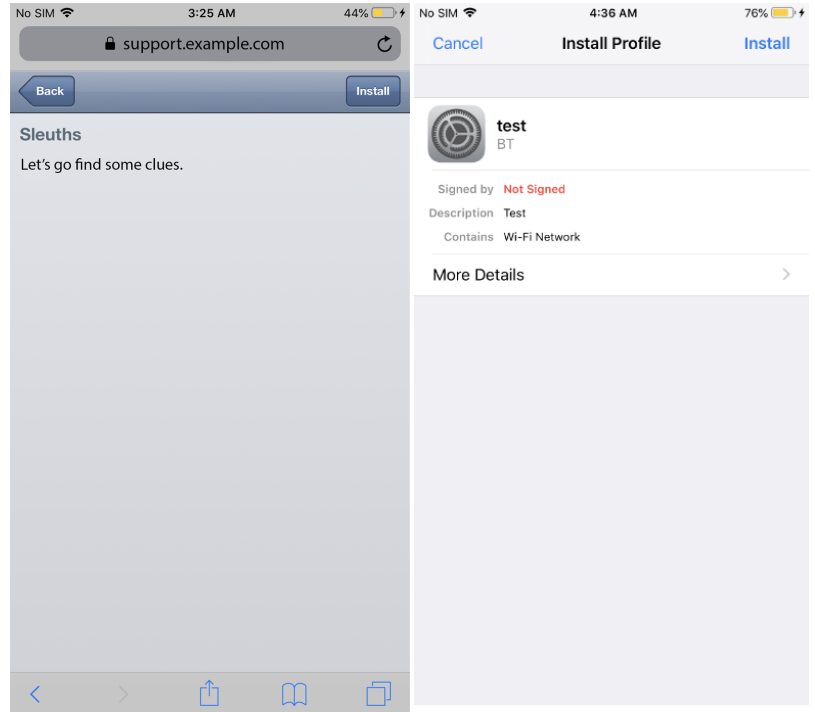 No SIM 3:25 AM 44%
support.example.com
Back Install
Sleuths
Let's go find some clues.
No SIM 4:36 AM 76%
Cancel Install Profile Install
test
BT
Signed by Not Signed
Description Test
Contains Wi-Fi Network
More Details